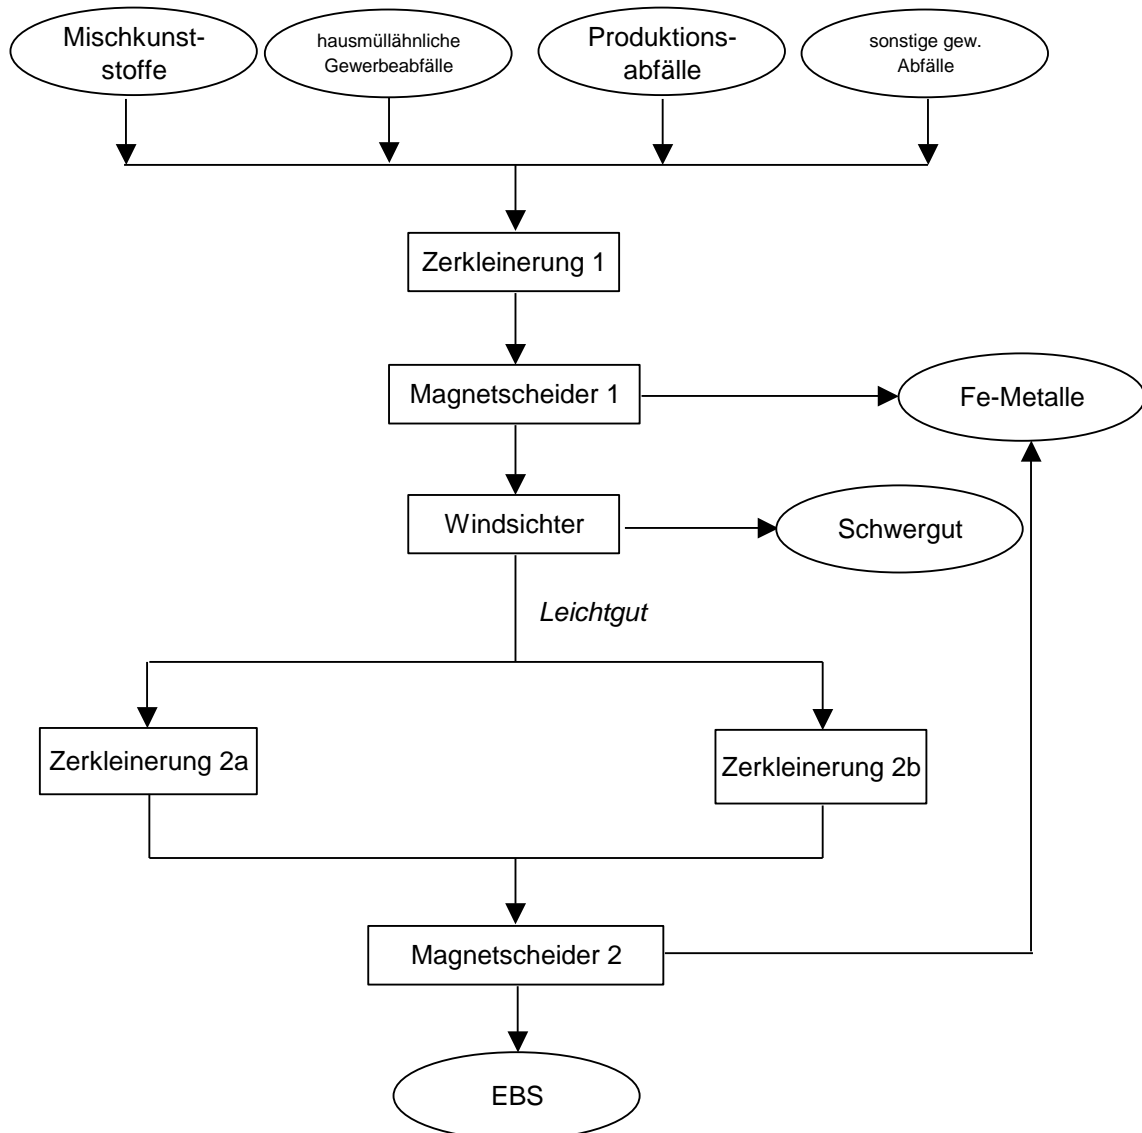 Mischkunst-
stoffe
hausmüllähnliche
Gewerbeabfälle
Produktions-
abfälle
sonstige gew.
Abfälle
Zerkleinerung 1
Magnetscheider 1
Fe-Metalle
Windsichter
Schwergut
Leichtgut
Zerkleinerung 2a
Zerkleinerung 2b
Magnetscheider 2
EBS